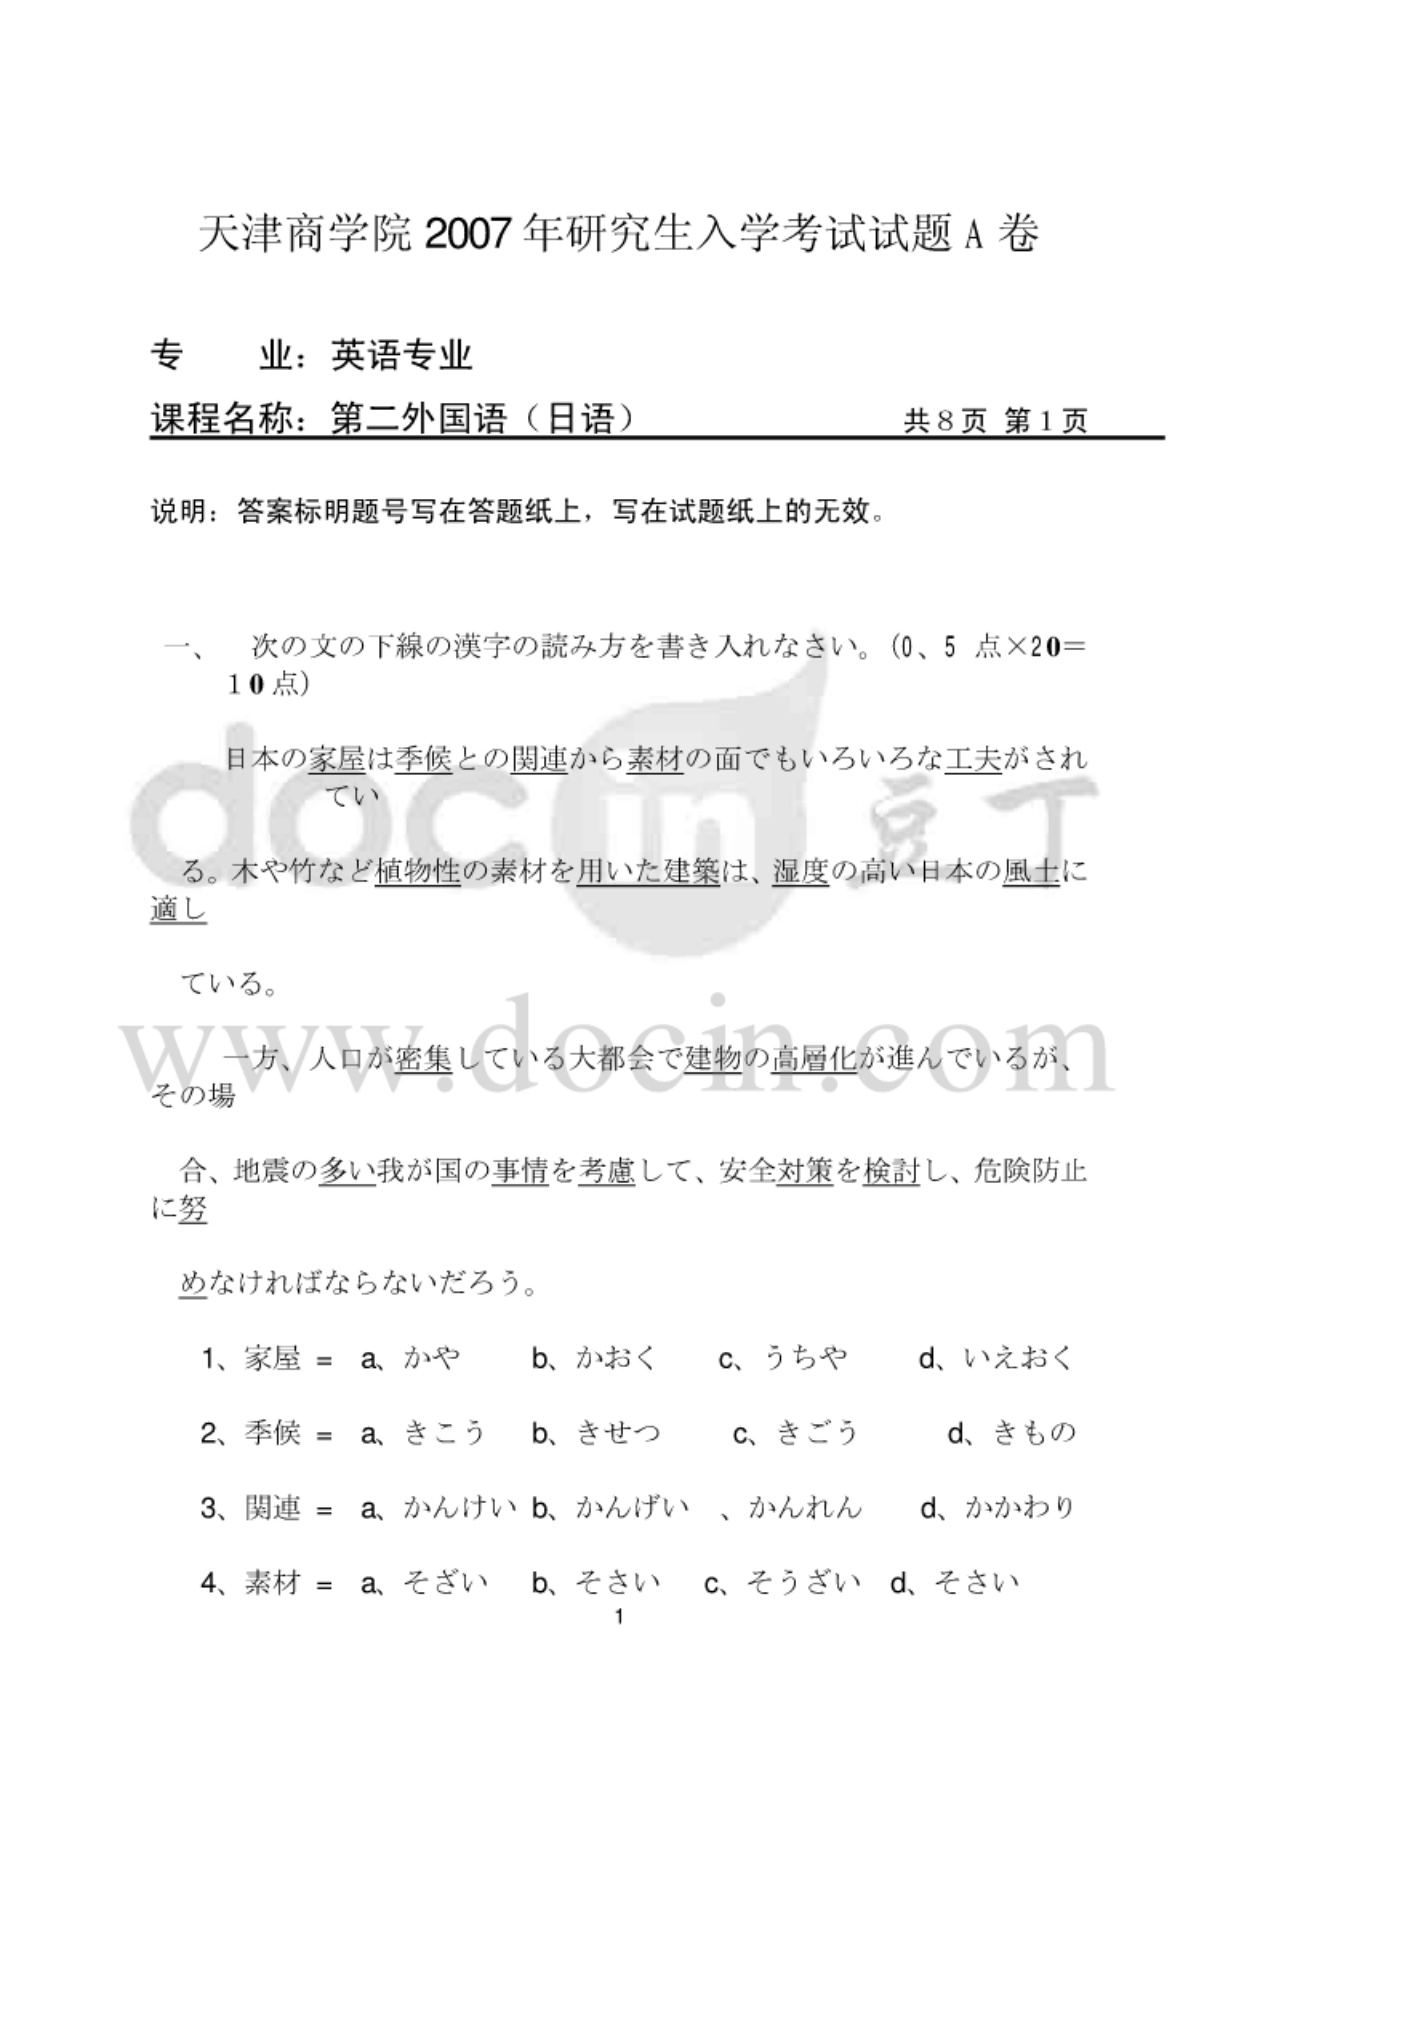 天津商学院 2007 年研究生入学考试试题 A 卷
专　　业：英语专业
课程名称：第二外国语（日语）　　共 8 页 第 1 页
说明：答案标明题号写在答题纸上，写在试题纸上的无效。
一、　次の文の下線の漢字の読み方を書き入れなさい。(0、5 点×20＝
10 点)
日本の家屋は季候との関連から素材の面でもいろいろな工夫がされ
てい
る。木や竹など植物性の素材を用いた建築は、湿度の高い日本の風土に
適し
ている。
一方、人口が密集している大都会で建物の高層化が進んでいるが、
その場
合、地震の多い我が国の事情を考慮して、安全対策を検討し、危険防止
に努
めなければならないだろう。
1、家屋 = a、かや b、かおく c、うちや d、いえおく
2、季候 = a、きこう b、きせつ c、きごう d、きもの
3、関連 = a、かんけい b、かんげい 、かんれん d、かかわり
4、素材 = a、そざい b、そさい c、そうざい d、そさい
1
docin 豆丁
www.docin.com